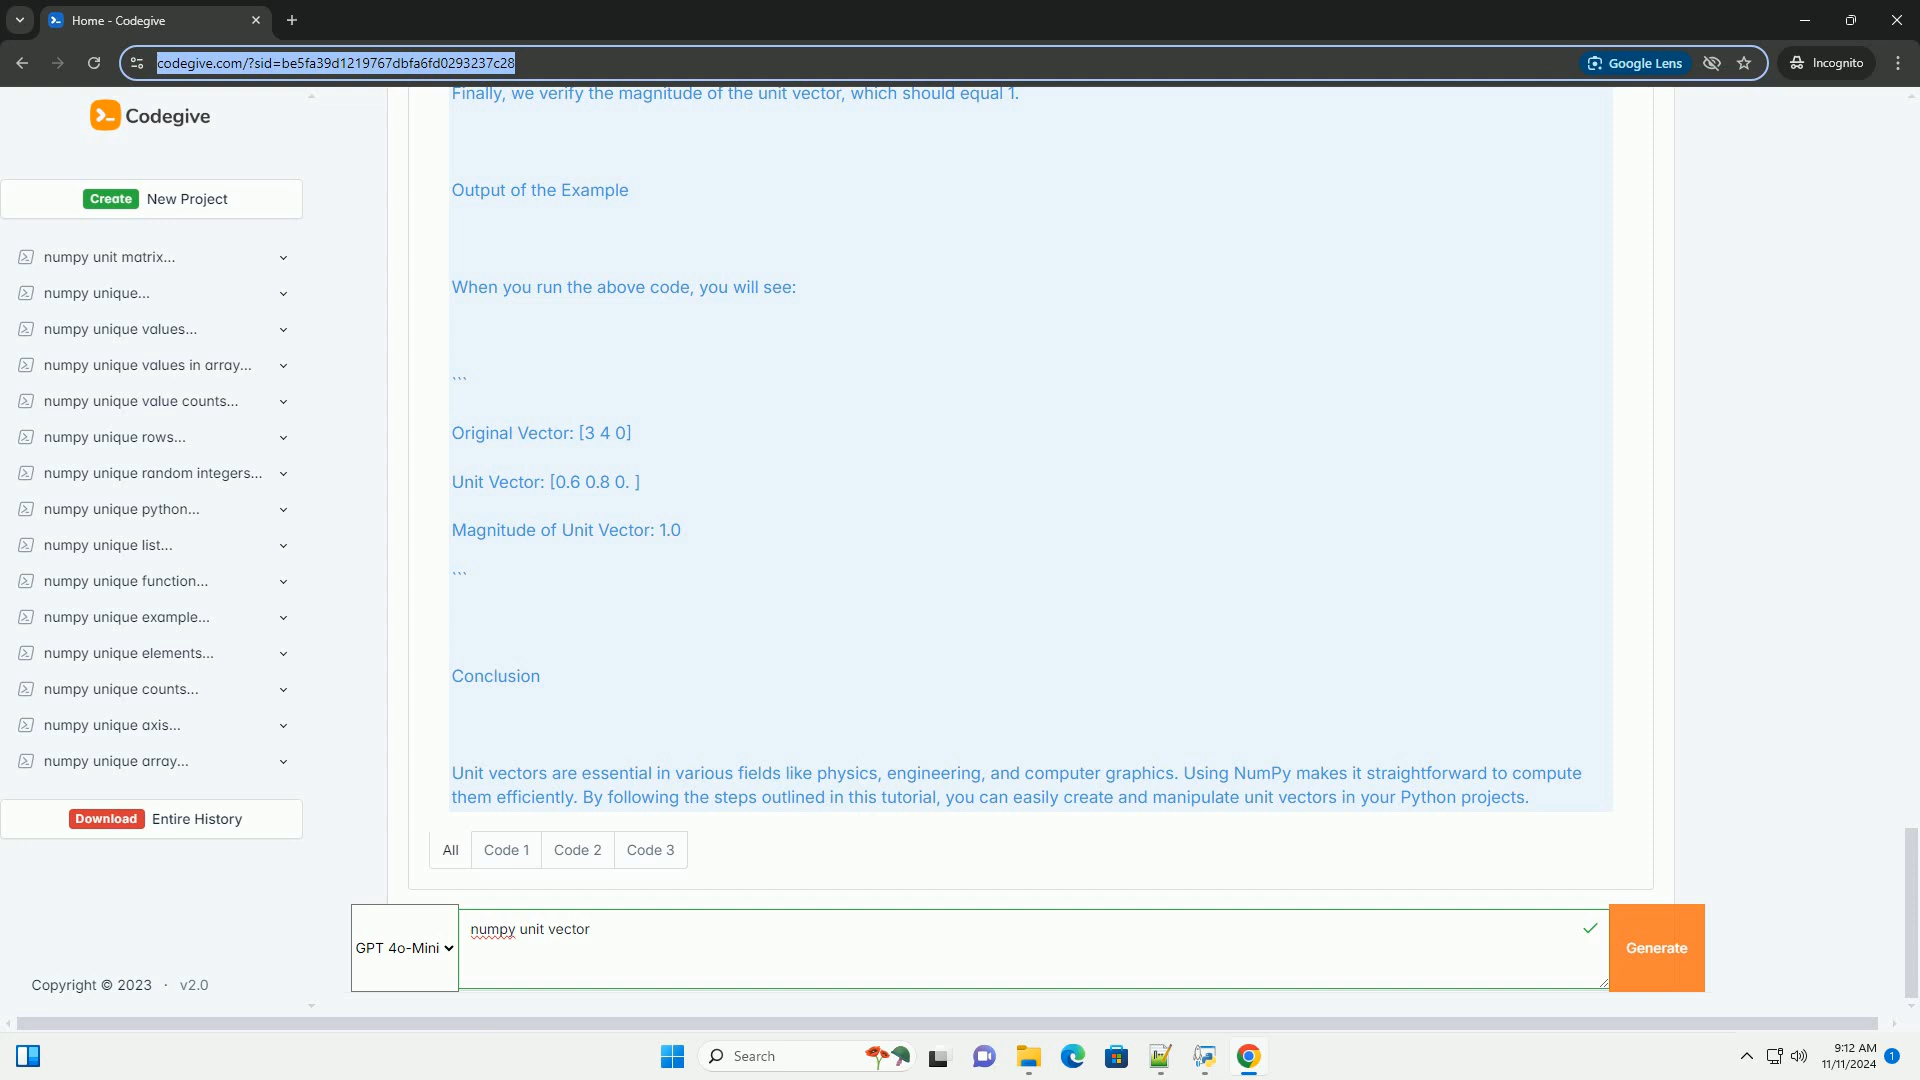 Home - Codegive
codegive.com/?sid=be5fa39d1219767dbfa6fd0293237c28
Google Lens
Incognito
Codegive
Create New Project
numpy unit matrix...
numpy unique...
numpy unique values...
numpy unique values in array...
numpy unique value counts...
numpy unique rows...
numpy unique random integers...
numpy unique python...
numpy unique list...
numpy unique function...
numpy unique example...
numpy unique elements...
numpy unique counts...
numpy unique axis...
numpy unique array...
Download Entire History
Copyright © 2023 · v2.0
Finally, we verify the magnitude of the unit vector, which should equal 1.
Output of the Example
When you run the above code, you will see:
```
Original Vector: [3 4 0]
Unit Vector: [0.6 0.8 0. ]
Magnitude of Unit Vector: 1.0
```
Conclusion
Unit vectors are essential in various fields like physics, engineering, and computer graphics. Using NumPy makes it straightforward to compute
them efficiently. By following the steps outlined in this tutorial, you can easily create and manipulate unit vectors in your Python projects.
All Code 1 Code 2 Code 3
GPT 4o-Mini
numpy unit vector
Generate
Search
9:12 AM
11/11/2024
1